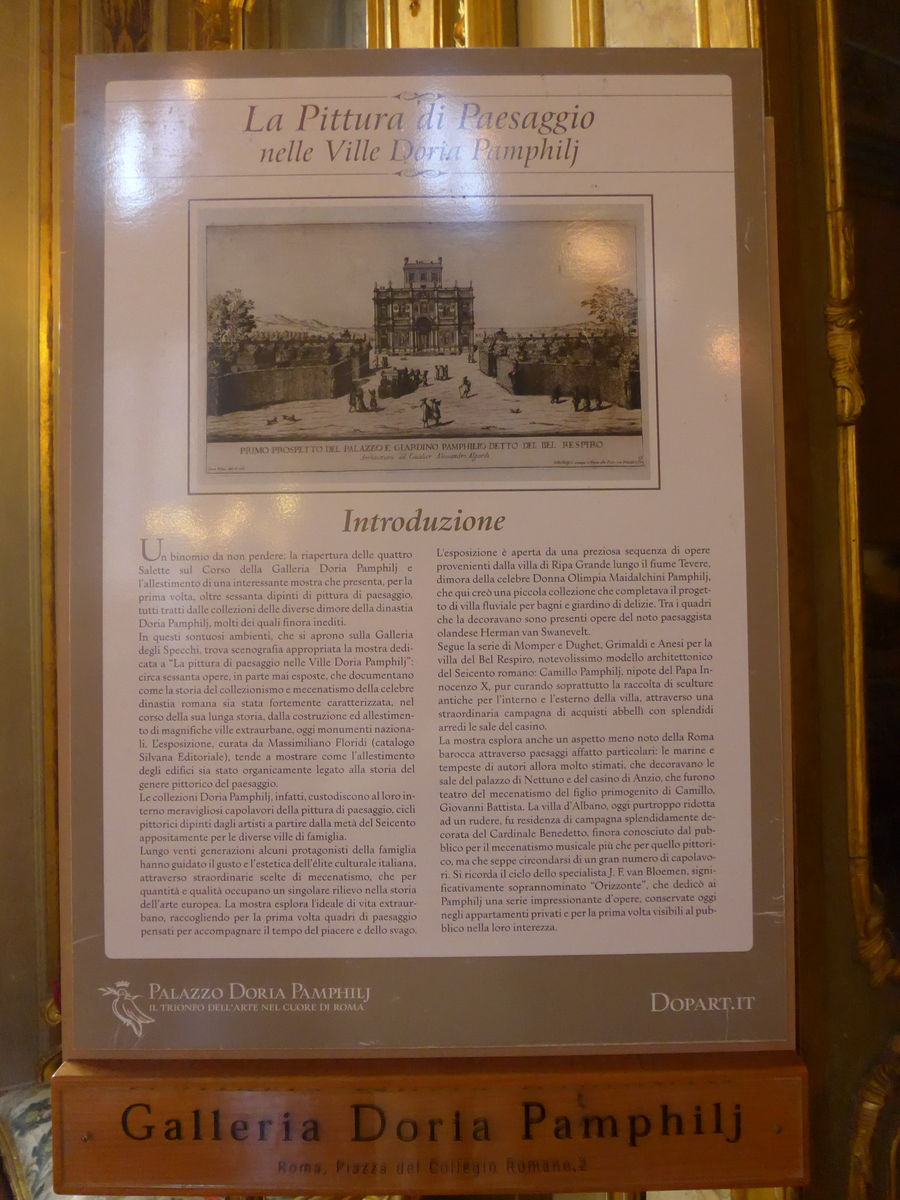 La Pittura di Paesaggio
nelle Ville Doria Pamphilj
PRIMO PROSPETTO DEL PALAZZO E GIARDINO PAMPHILIO DETTO DEL BEL RESPIRO
Architettura del Caualier Alessandro Algardi
Introduzione
Un binomio da non perdere: la riapertura delle quattro
Salette sul Corso della Galleria Doria Pamphilj e
l'allestimento di una interessante mostra che presenta, per la
prima volta, oltre sessanta dipinti di pittura di paesaggio,
tutti tratti dalle collezioni delle diverse dimore della dinastia
Doria Pamphilj, molti dei quali finora inediti.
In questi sontuosi ambienti, che si aprono sulla Galleria
degli Specchi, trova scenografia appropriata la mostra dedi-
cata a "La pittura di paesaggio nelle Ville Doria Pamphilj":
circa sessanta opere, in parte mai esposte, che documentano
come la storia del collezionismo e mecenatismo della celebre
dinastia romana sia stata fortemente caratterizzata, nel
corso della sua lunga storia, dalla costruzione ed allestimen-
to di magnifiche ville extraurbane, oggi monumenti naziona-
li. L'esposizione, curata da Massimiliano Floridi (catalogo
Silvana Editoriale), tende a mostrare come l'allestimento
degli edifici sia stato organicamente legato alla storia del
genere pittorico del paesaggio.
Le collezioni Doria Pamphilj, infatti, custodiscono al loro in-
terno meravigliosi capolavori della pittura di paesaggio, cicli
pittorici dipinti dagli artisti a partire dalla metà del Seicento
appositamente per le diverse ville di famiglia.
Lungo venti generazioni alcuni protagonisti della famiglia
hanno guidato il gusto e l'estetica dell'élite culturale italiana,
attraverso straordinarie scelte di mecenatismo, che per
quantità e qualità occupano un singolare rilievo nella storia
dell'arte europea. La mostra esplora l'ideale di vita extraur-
bano, raccogliendo per la prima volta quadri di paesaggio
pensati per accompagnare il tempo del piacere e dello svago.
L'esposizione è aperta da una preziosa sequenza di opere
provenienti dalla villa di Ripa Grande lungo il fiume Tevere,
dimora della celebre Donna Olimpia Maidalchini Pamphilj,
che qui creò una piccola collezione che completava il proget-
to di villa fluviale per bagni e giardino di delizie. Tra i quadri
che la decoravano sono presenti opere del noto paesaggista
olandese Herman van Swanevelt.
Segue la serie di Momper e Dughet, Grimaldi e Anesi per la
villa del Bel Respiro, notevolissimo modello architettonico
del Seicento romano: Camillo Pamphilj, nipote del Papa In-
nocenzo X, pur curando soprattutto la raccolta di sculture
antiche per l'interno e l'esterno della villa, attraverso una
straordinaria campagna di acquisti abbellì con splendidi
arredi le sale del casino.
La mostra esplora anche un aspetto meno noto della Roma
barocca attraverso paesaggi affatto particolari: le marine e
tempeste di autori allora molto stimati, che decoravano le
sale del palazzo di Nettuno e del casino di Anzio, che furono
teatro del mecenatismo del figlio primogenito di Camillo,
Giovanni Battista. La villa d'Albano, oggi purtroppo ridotta
ad un rudere, fu residenza di campagna splendidamente de-
corata del Cardinale Benedetto, finora conosciuto dal pub-
blico per il mecenatismo musicale più che per quello pittori-
co, ma che seppe circondarsi di un gran numero di capolavo-
ri. Si ricorda il ciclo dello specialista J. F. van Bloemen, signi-
ficativamente soprannominato "Orizzonte", che dedicò ai
Pamphilj una serie impressionante d'opere, conservate oggi
negli appartamenti privati e per la prima volta visibili al pub-
blico nella loro interezza.
PALAZZO DORIA PAMPHILJ
IL TRIONFO DELL'ARTE NEL CUORE DI ROMA
DOPART.IT
Galleria Doria Pamphilj
Roma, Piazza del Collegio Romano,2